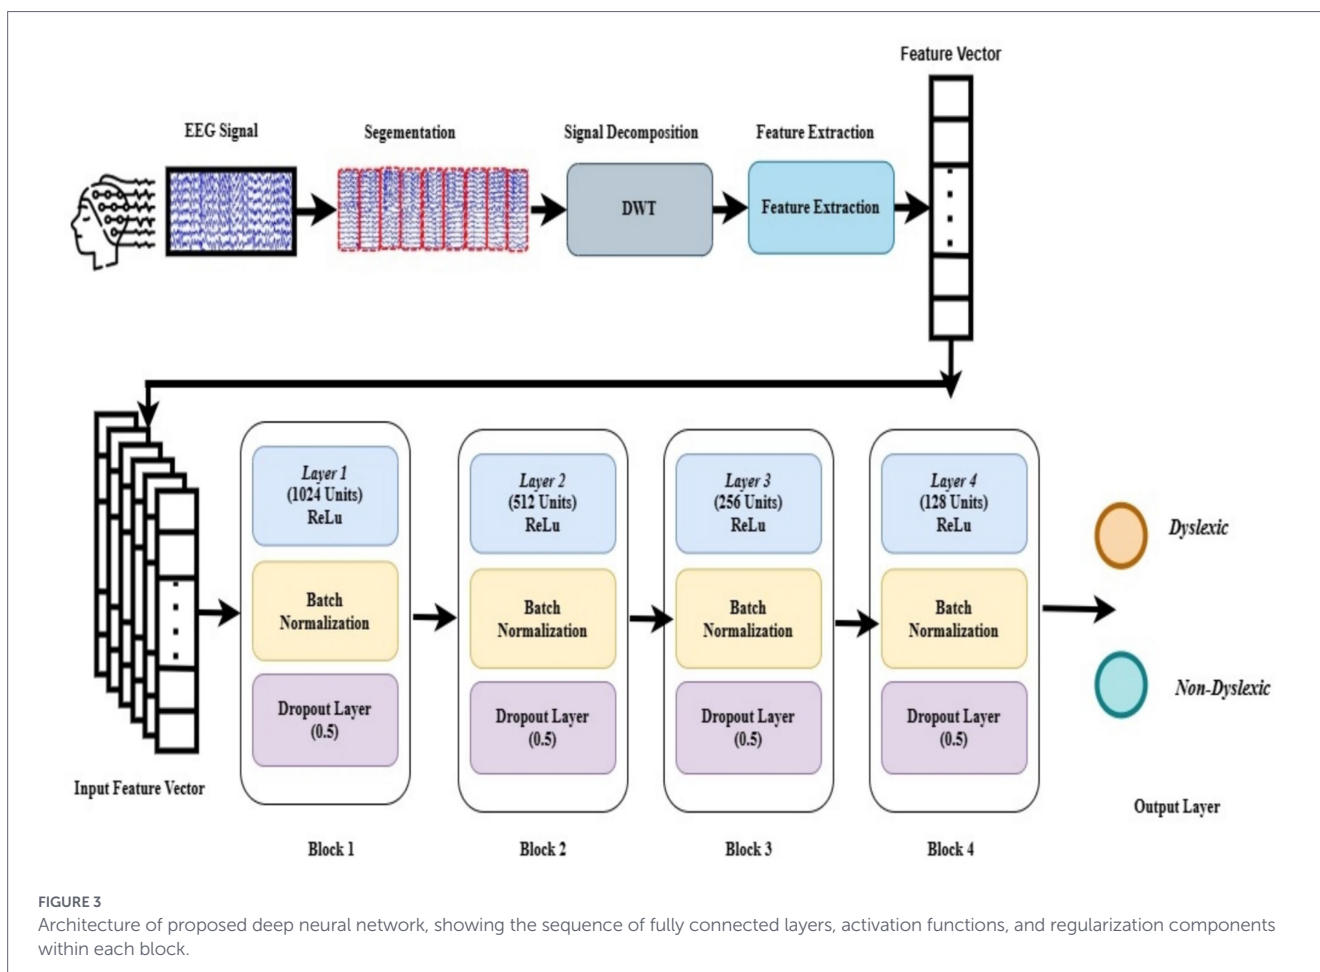 Feature Vector
EEG Signal
Segementation
Signal Decomposition
Feature Extraction
DWT
Feature Extraction
Layer 1
(1024 Units)
ReLu
Batch
Normalization
Dropout Layer
(0.5)
Layer 2
(512 Units)
ReLu
Batch
Normalization
Dropout Layer
(0.5)
Layer 3
(256 Units)
ReLu
Batch
Normalization
Dropout Layer
(0.5)
Layer 4
(128 Units)
ReLu
Batch
Normalization
Dropout Layer
(0.5)
Dyslexic
Non-Dyslexic
Input Feature Vector
Output Layer
Block 1
Block 2
Block 3
Block 4
FIGURE 3
Architecture of proposed deep neural network, showing the sequence of fully connected layers, activation functions, and regularization components
within each block.